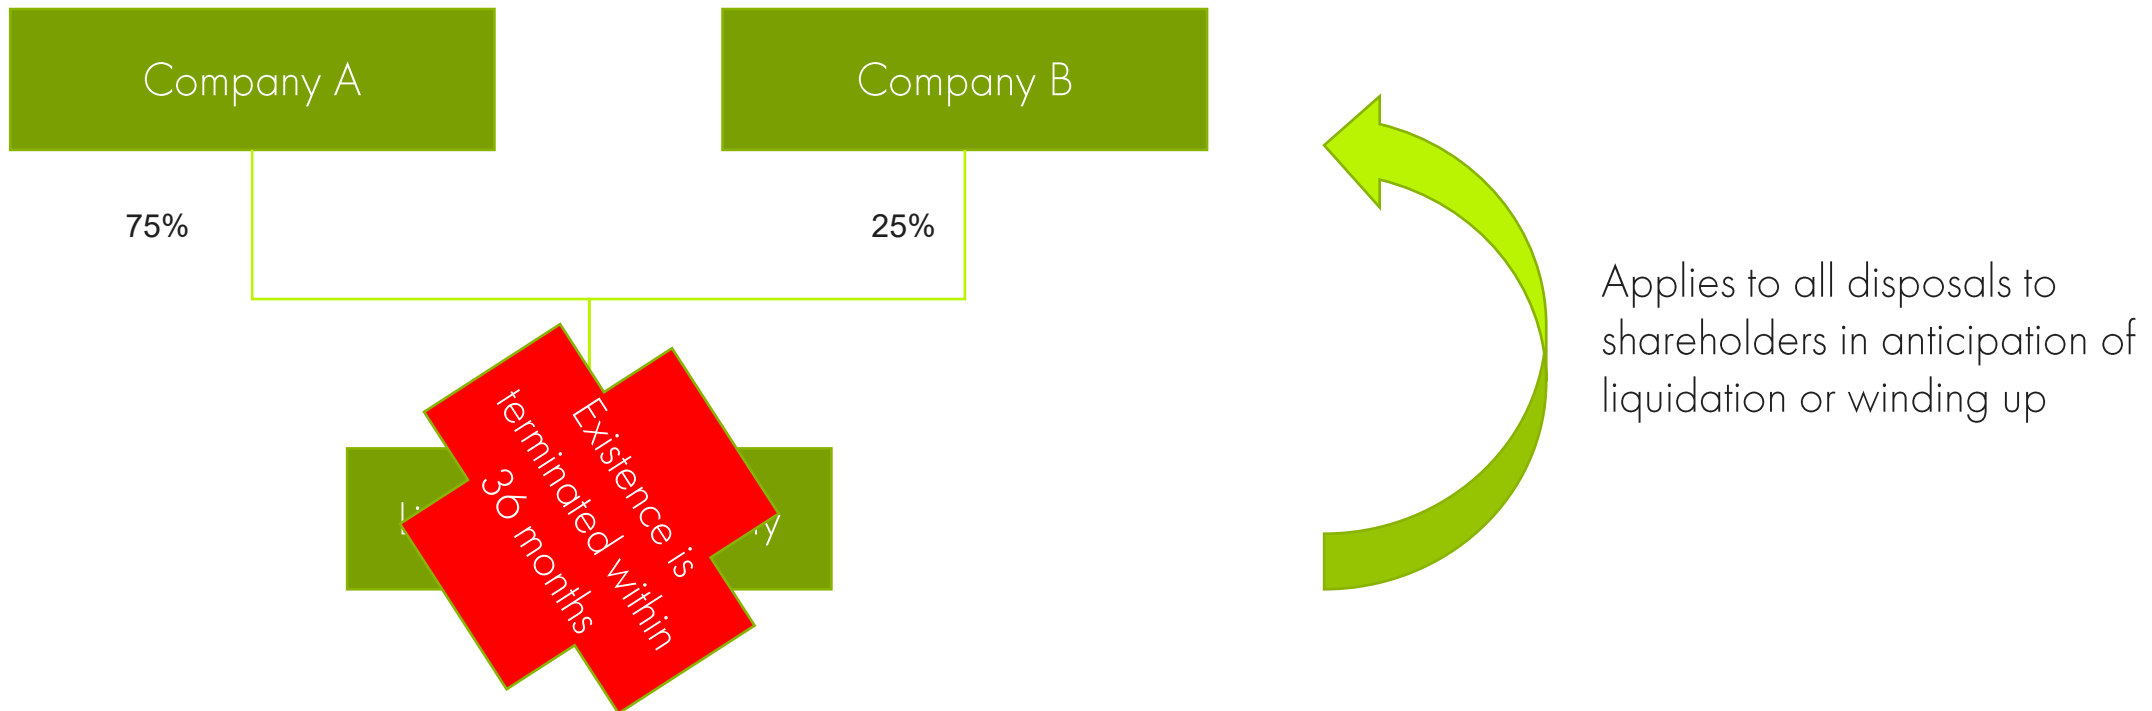 Company A
Company B
75%
25%
Applies to all disposals to
shareholders in anticipation of
liquidation or winding up
Existence is
terminated within
36 months